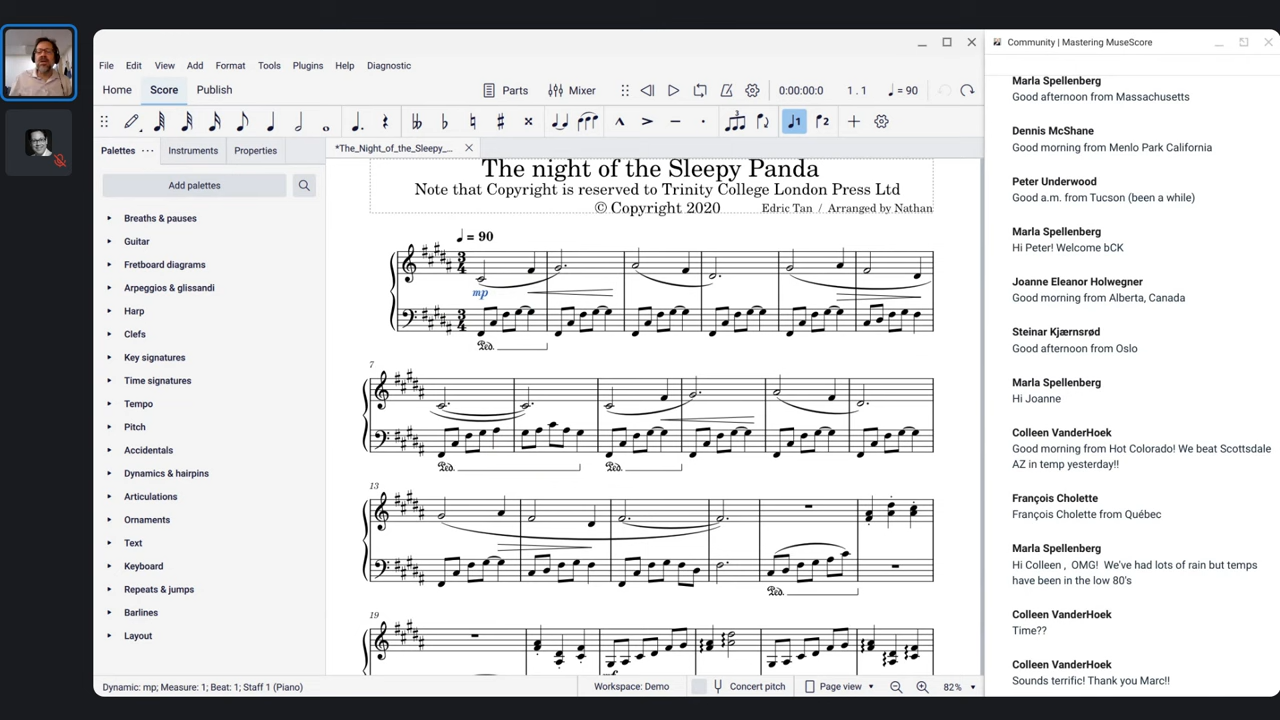 Community | Mastering MuseScore
File Edit View Add Format Tools Plugins Help Diagnostic
Home Score Publish Parts Mixer 0:00:00:0 1 . 1 = 90
Palettes Instruments Properties
*The_Night_of_the_Sleepy_...
Add palettes
Breaths & pauses
Guitar
Fretboard diagrams
Arpeggios & glissandi
Harp
Clefs
Key signatures
Time signatures
Tempo
Pitch
Accidentals
Dynamics & hairpins
Articulations
Ornaments
Text
Keyboard
Repeats & jumps
Barlines
Layout
The night of the Sleepy Panda
Note that Copyright is reserved to Trinity College London Press Ltd
© Copyright 2020
Edric Tan / Arranged by Nathan
= 90
mp
Ped.
7
Ped. Ped.
13
Ped.
19
Dynamic: mp; Measure: 1; Beat: 1; Staff 1 (Piano)
Workspace: Demo Concert pitch Page view 82%
Marla Spellenberg
Good afternoon from Massachusetts
Dennis McShane
Good morning from Menlo Park California
Peter Underwood
Good a.m. from Tucson (been a while)
Marla Spellenberg
Hi Peter! Welcome bCK
Joanne Eleanor Holwegner
Good morning from Alberta, Canada
Steinar Kjærnsrød
Good afternoon from Oslo
Marla Spellenberg
Hi Joanne
Colleen VanderHoek
Good morning from Hot Colorado! We beat Scottsdale
AZ in temp yesterday!!
François Cholette
François Cholette from Québec
Marla Spellenberg
Hi Colleen , OMG! We've had lots of rain but temps
have been in the low 80's
Colleen VanderHoek
Time??
Colleen VanderHoek
Sounds terrific! Thank you Marc!!